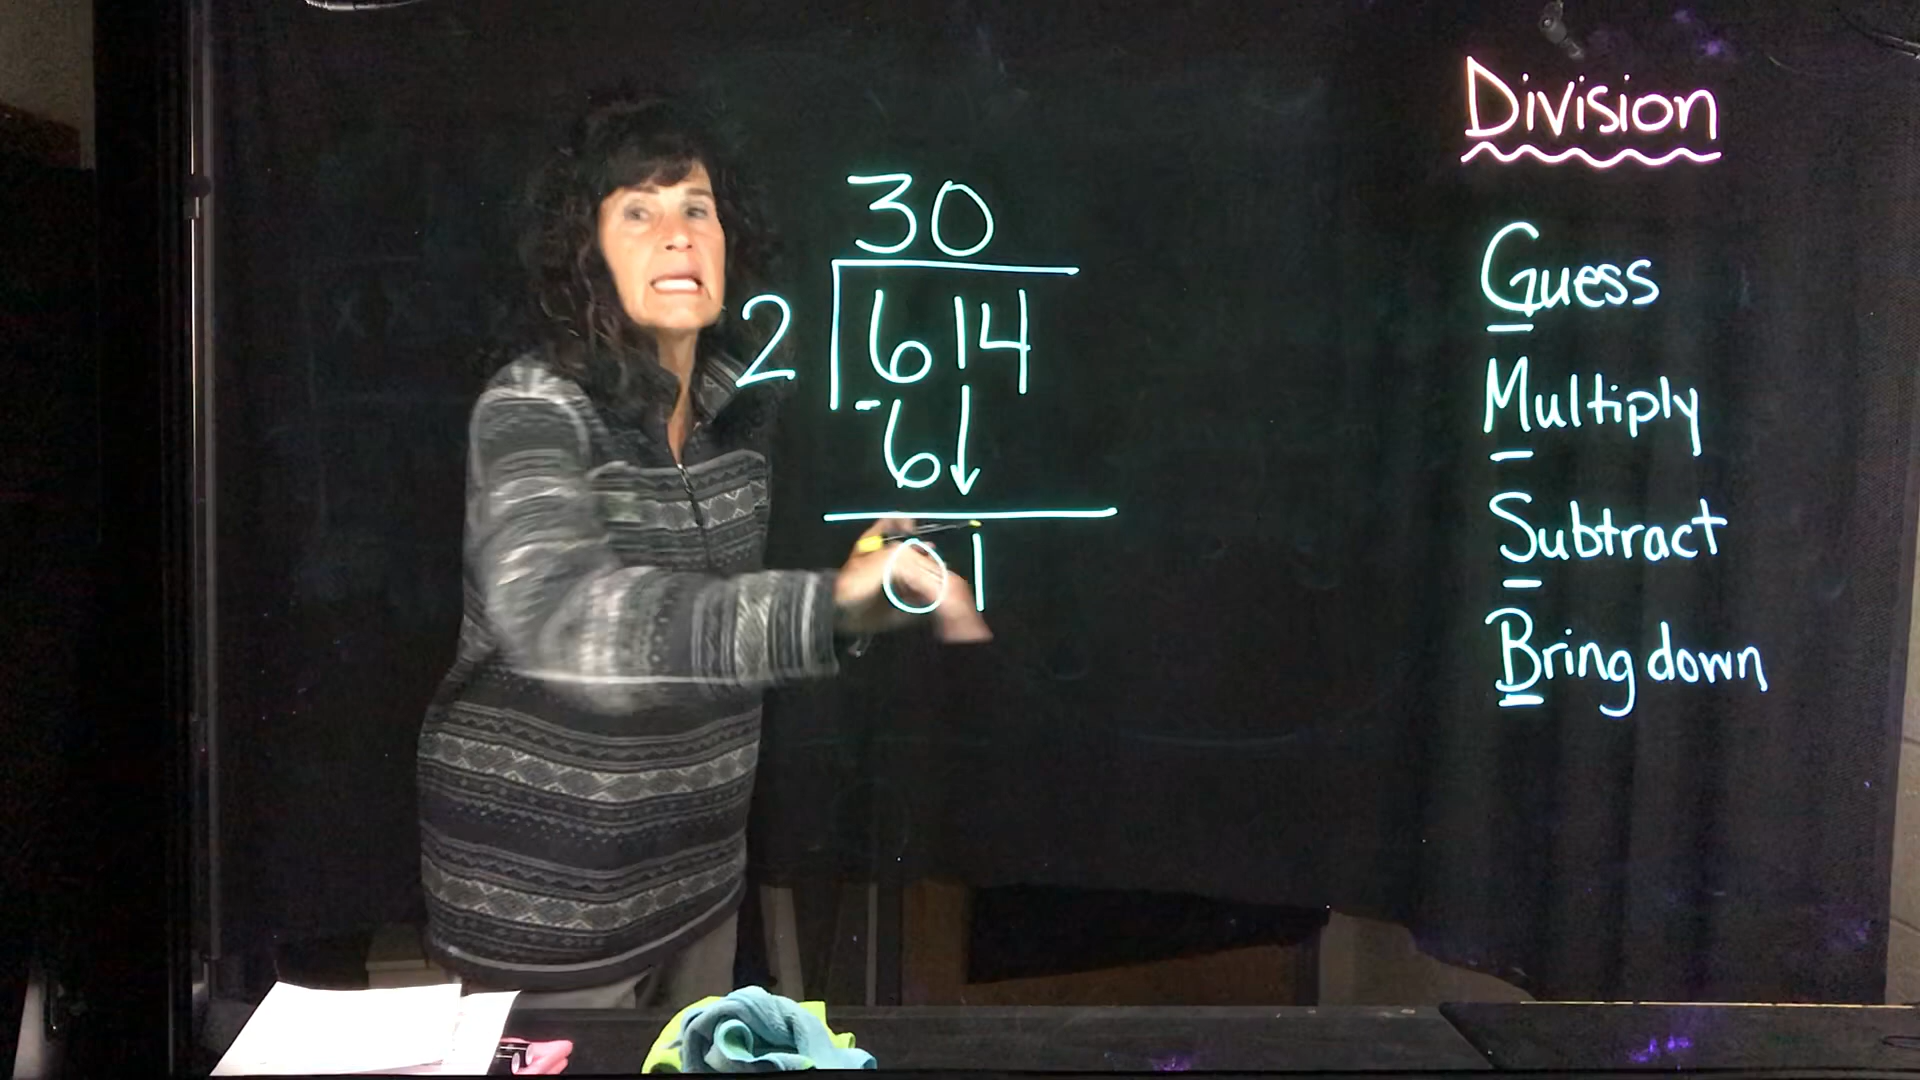 30
2 614
-6
01
Division
Guess
Multiply
Subtract
Bring down